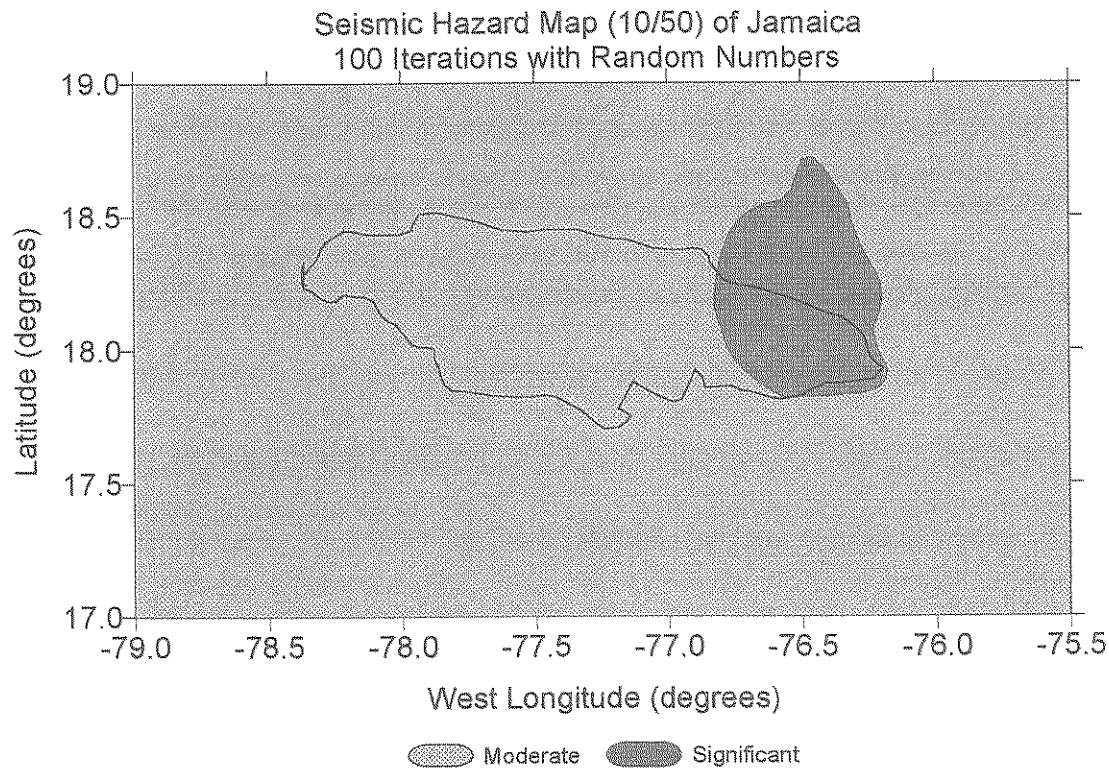 Seismic Hazard Map (10/50) of Jamaica
100 Iterations with Random Numbers
19.0
18.5
18.0
17.5
17.0
Latitude (degrees)
-79.0 -78.5 -78.0 -77.5 -77.0 -76.5 -76.0 -75.5
West Longitude (degrees)
Moderate Significant